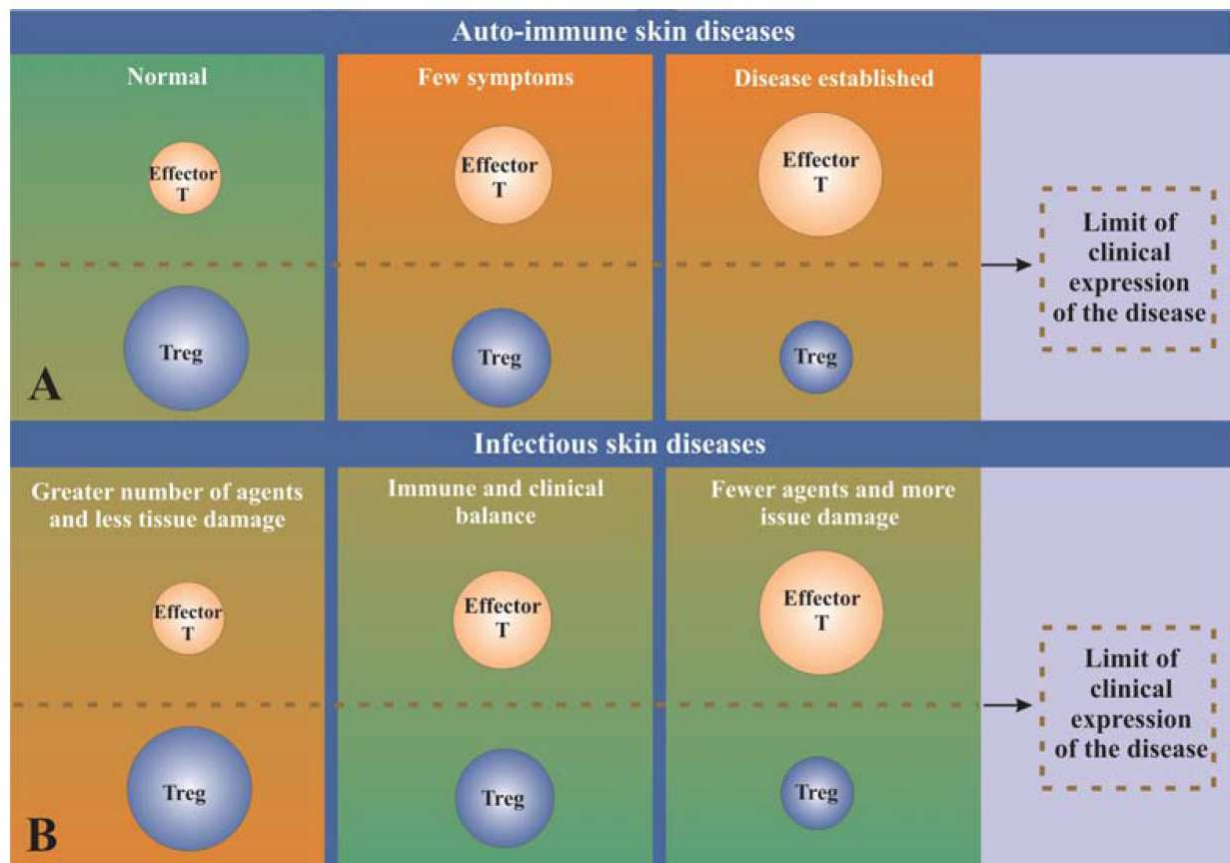 Auto-immune skin diseases
Normal
Few symptoms
Disease established
Effector
T
Effector
T
Effector
T
Treg
Treg
Treg
A
Limit of
clinical
expression
of the disease
Infectious skin diseases
Greater number of agents
and less tissue damage
Immune and clinical
balance
Fewer agents and more
issue damage
Effector
T
Effector
T
Effector
T
Treg
Treg
Treg
B
Limit of
clinical
expression
of the disease